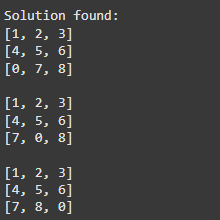 Solution found:
[1, 2, 3]
[4, 5, 6]
[0, 7, 8]

[1, 2, 3]
[4, 5, 6]
[7, 0, 8]

[1, 2, 3]
[4, 5, 6]
[7, 8, 0]